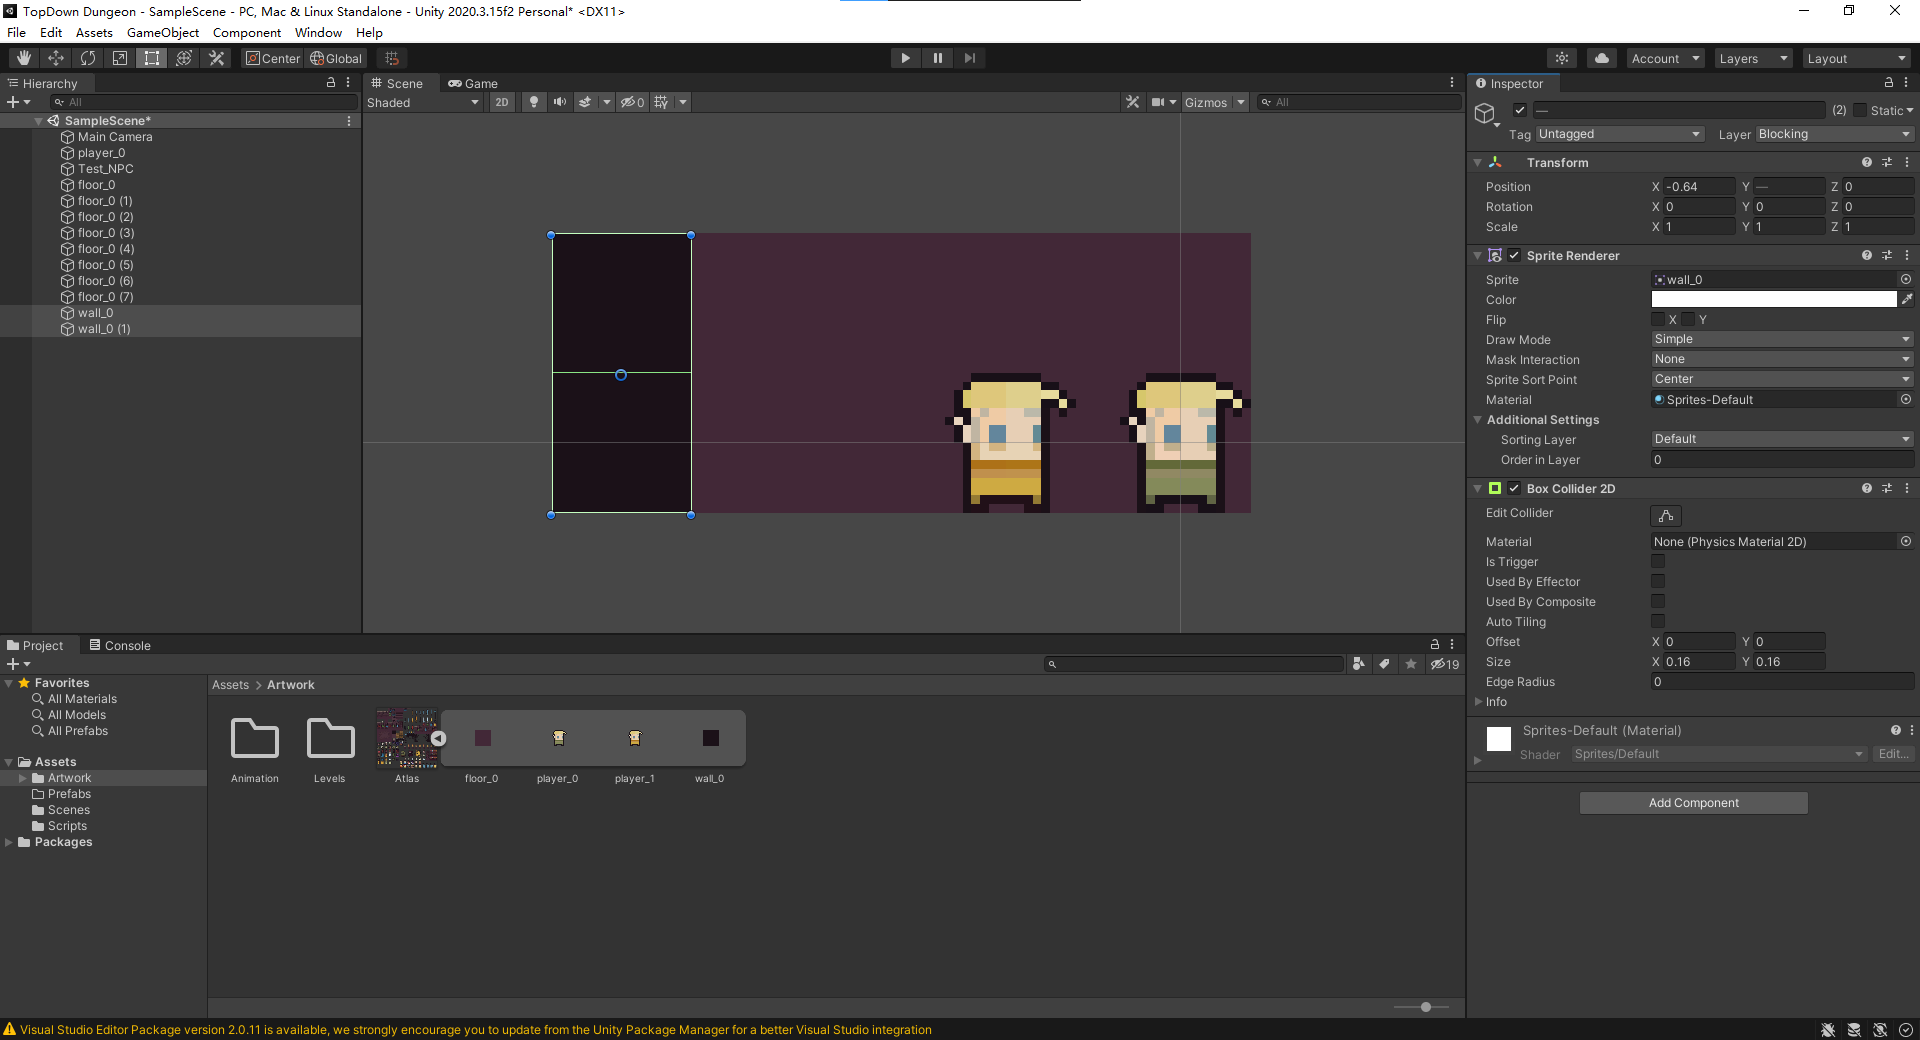 TopDown Dungeon - SampleScene - PC, Mac & Linux Standalone - Unity 2020.3.15f2 Personal* <DX11>
File Edit Assets GameObject Component Window Help
Center Global
Account Layers Layout
Hierarchy
All
SampleScene*
Main Camera
player_0
Test_NPC
floor_0
floor_0 (1)
floor_0 (2)
floor_0 (3)
floor_0 (4)
floor_0 (5)
floor_0 (6)
floor_0 (7)
wall_0
wall_0 (1)
Scene Game
Shaded 2D 0 Gizmos All
Inspector
— (2) Static
Tag Untagged Layer Blocking
Transform
Position X -0.64 Y — Z 0
Rotation X 0 Y 0 Z 0
Scale X 1 Y 1 Z 1
Sprite Renderer
Sprite wall_0
Color
Flip X Y
Draw Mode Simple
Mask Interaction None
Sprite Sort Point Center
Material Sprites-Default
Additional Settings
Sorting Layer Default
Order in Layer 0
Box Collider 2D
Edit Collider
Material None (Physics Material 2D)
Is Trigger
Used By Effector
Used By Composite
Auto Tiling
Offset X 0 Y 0
Size X 0.16 Y 0.16
Edge Radius 0
Info
Sprites-Default (Material)
Shader Sprites/Default Edit...
Add Component
Project Console
19
Favorites
All Materials
All Models
All Prefabs
Assets
Artwork
Prefabs
Scenes
Scripts
Packages
Assets > Artwork
Animation Levels Atlas floor_0 player_0 player_1 wall_0
Visual Studio Editor Package version 2.0.11 is available, we strongly encourage you to update from the Unity Package Manager for a better Visual Studio integration